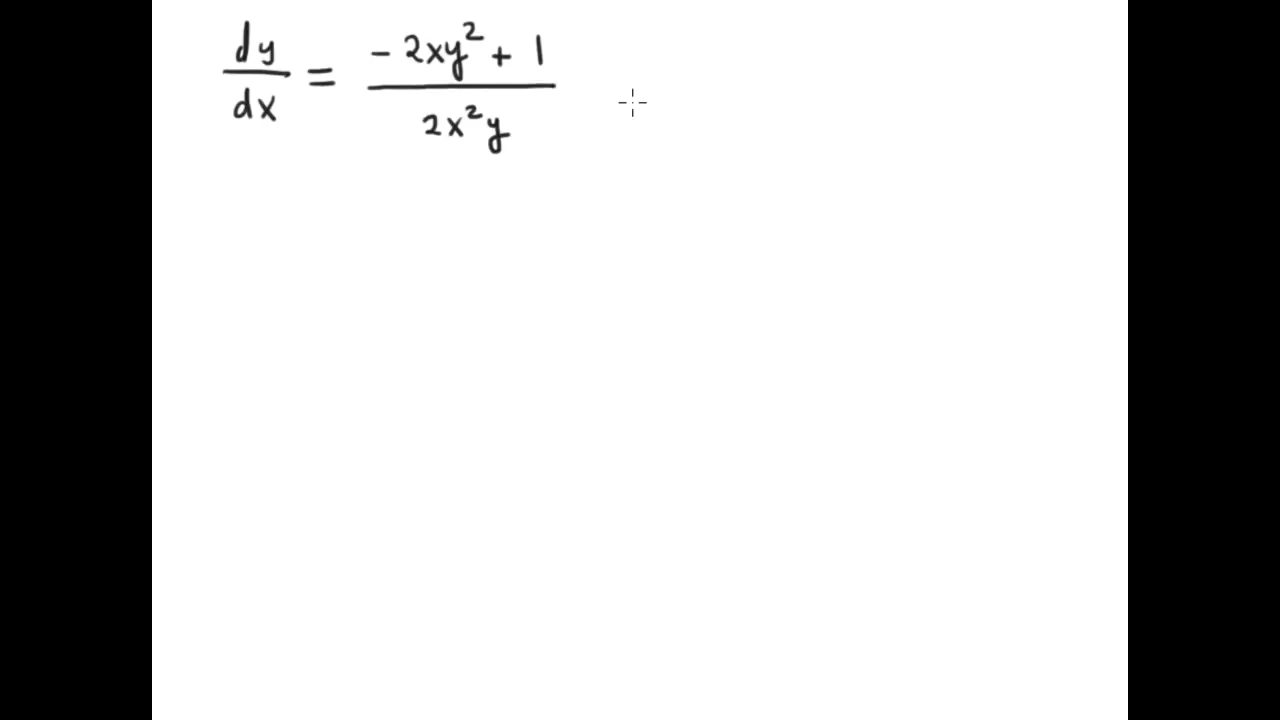 dy/dx = (-2xy² + 1)/(2x²y)